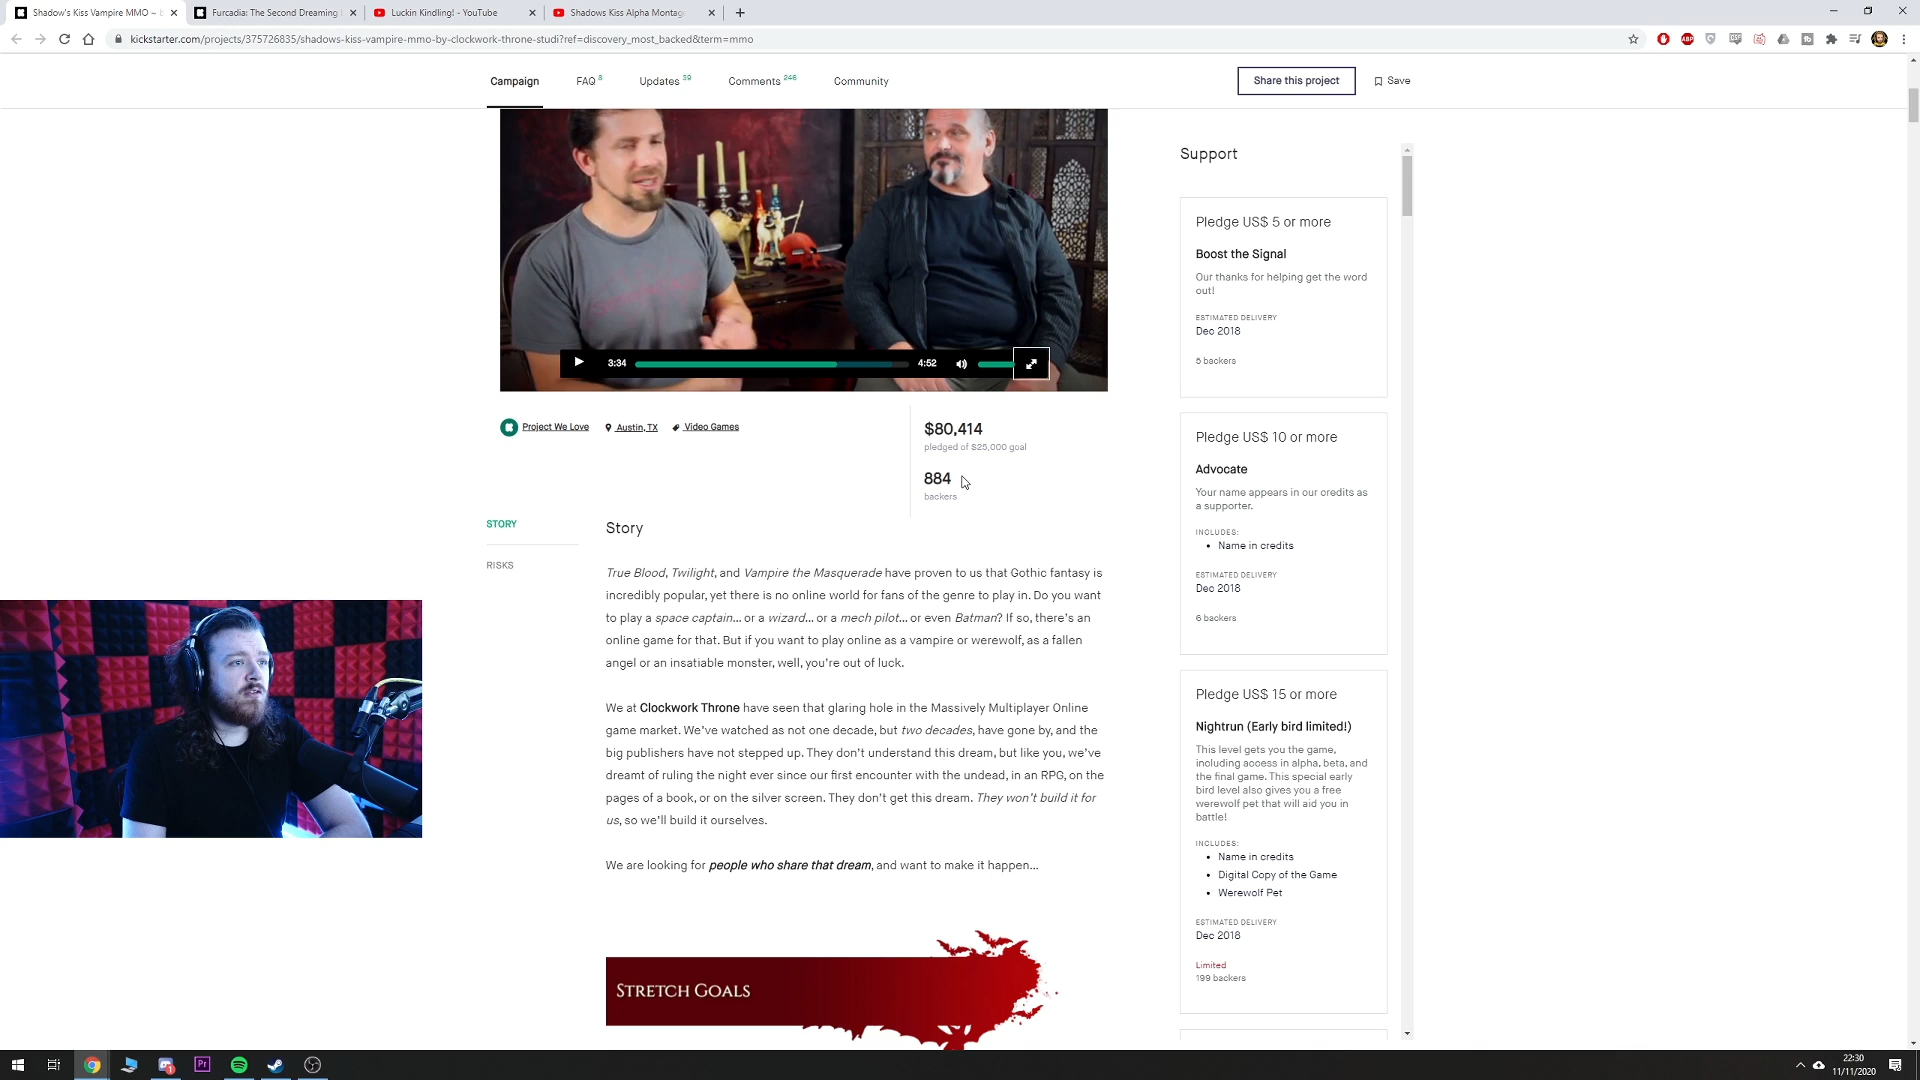 Shadow's Kiss Vampire MMO –
Furcadia: The Second Dreaming
Luckin Kindling! - YouTube
Shadows Kiss Alpha Montag
kickstarter.com/projects/375726835/shadows-kiss-vampire-mmo-by-clockwork-throne-studi?ref=discovery_most_backed&term=mmo
Campaign
FAQ 8
Updates 39
Comments 246
Community
Share this project
Save
3:34
4:52
Project We Love
Austin, TX
Video Games
$80,414
pledged of $25,000 goal
884
backers
STORY
RISKS
Story
True Blood, Twilight, and Vampire the Masquerade have proven to us that Gothic fantasy is
incredibly popular, yet there is no online world for fans of the genre to play in. Do you want
to play a space captain... or a wizard... or a mech pilot... or even Batman? If so, there's an
online game for that. But if you want to play online as a vampire or werewolf, as a fallen
angel or an insatiable monster, well, you're out of luck.
We at Clockwork Throne have seen that glaring hole in the Massively Multiplayer Online
game market. We've watched as not one decade, but two decades, have gone by, and the
big publishers have not stepped up. They don't understand this dream, but like you, we've
dreamt of ruling the night ever since our first encounter with the undead, in an RPG, on the
pages of a book, or on the silver screen. They don't get this dream. They won't build it for
us, so we'll build it ourselves.
We are looking for people who share that dream, and want to make it happen...
STRETCH GOALS
Support
Pledge US$ 5 or more
Boost the Signal
Our thanks for helping get the word
out!
ESTIMATED DELIVERY
Dec 2018
5 backers
Pledge US$ 10 or more
Advocate
Your name appears in our credits as
a supporter.
INCLUDES:
• Name in credits
ESTIMATED DELIVERY
Dec 2018
6 backers
Pledge US$ 15 or more
Nightrun (Early bird limited!)
This level gets you the game,
including access in alpha, beta, and
the final game. This special early
bird level also gives you a free
werewolf pet that will aid you in
battle!
INCLUDES:
• Name in credits
• Digital Copy of the Game
• Werewolf Pet
ESTIMATED DELIVERY
Dec 2018
Limited
199 backers
Pr
22:30
11/11/2020